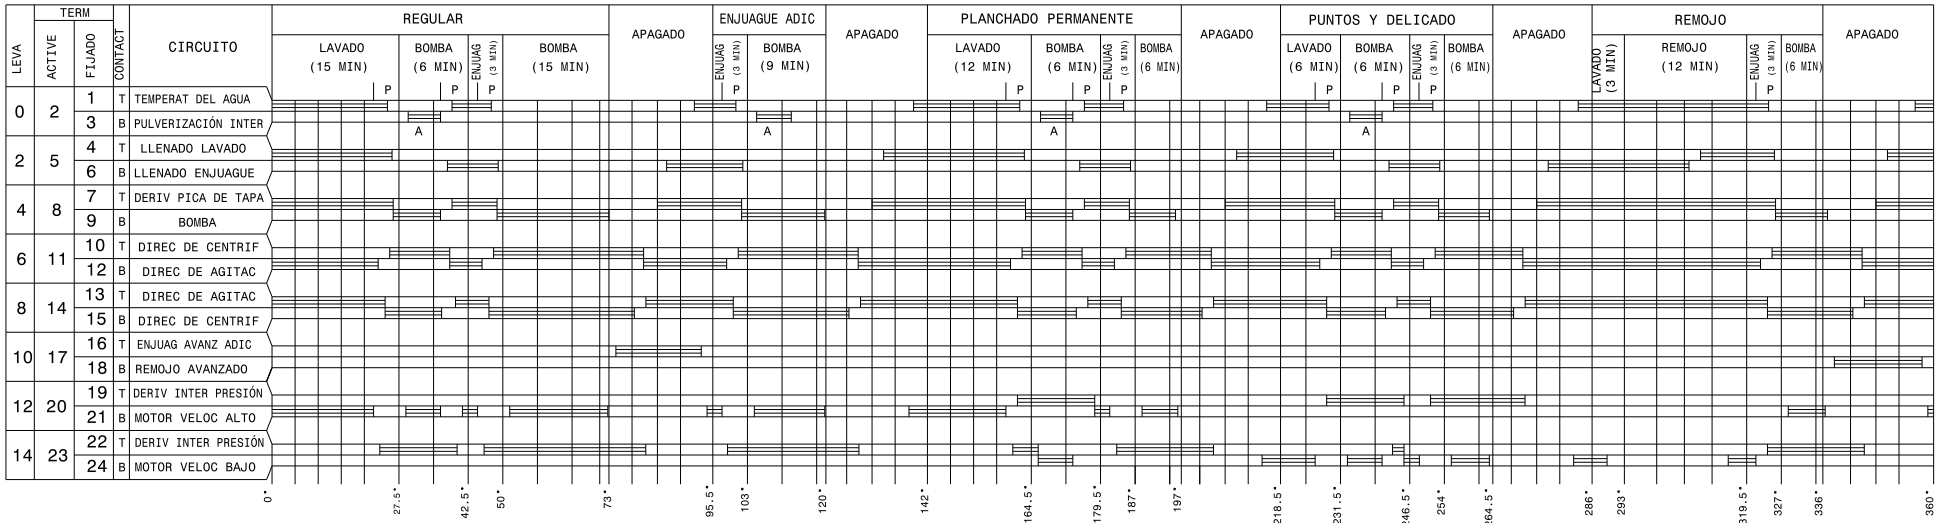 LEVA
TERM
ACTIVE
FIJADO
CONTACT
CIRCUITO
REGULAR
APAGADO
ENJUAGUE ADIC
APAGADO
PLANCHADO PERMANENTE
APAGADO
PUNTOS Y DELICADO
APAGADO
REMOJO
APAGADO
LAVADO
(15 MIN)
BOMBA
(6 MIN)
ENJUAG
(3 MIN)
BOMBA
(15 MIN)
ENJUAG
(3 MIN)
BOMBA
(9 MIN)
LAVADO
(12 MIN)
BOMBA
(6 MIN)
ENJUAG
(3 MIN)
BOMBA
(6 MIN)
LAVADO
(6 MIN)
BOMBA
(6 MIN)
ENJUAG
(3 MIN)
BOMBA
(6 MIN)
LAVADO
(3 MIN)
REMOJO
(12 MIN)
ENJUAG
(3 MIN)
BOMBA
(6 MIN)
P P P P P P P P P P P
0 2 1 T TEMPERAT DEL AGUA
3 B PULVERIZACIÓN INTER
A A A A
2 5 4 T LLENADO LAVADO
6 B LLENADO ENJUAGUE
4 8 7 T DERIV PICA DE TAPA
9 B BOMBA
6 11 10 T DIREC DE CENTRIF
12 B DIREC DE AGITAC
8 14 13 T DIREC DE AGITAC
15 B DIREC DE CENTRIF
10 17 16 T ENJUAG AVANZ ADIC
18 B REMOJO AVANZADO
12 20 19 T DERIV INTER PRESIÓN
21 B MOTOR VELOC ALTO
14 23 22 T DERIV INTER PRESIÓN
24 B MOTOR VELOC BAJO
0° 27.5° 42.5° 50° 73° 95.5° 103° 120° 142 164.5° 179.5° 187° 197° 218.5° 231.5° 246.5° 254° 264.5° 286° 293° 319.5° 327° 336° 360°